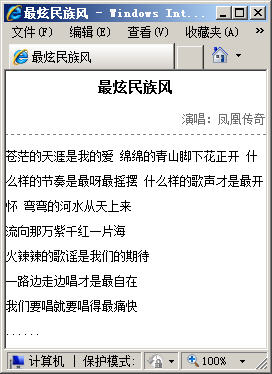 最炫民族风 - Windows Int...
文件(F) 编辑(E) 查看(V) 收藏夹(A) »
最炫民族风
最炫民族风
演唱：凤凰传奇
苍茫的天涯是我的爱 绵绵的青山脚下花正开 什
么样的节奏是最呀最摇摆 什么样的歌声才是最开
怀 弯弯的河水从天上来
流向那万紫千红一片海
火辣辣的歌谣是我们的期待
一路边走边唱才是最自在
我们要唱就要唱得最痛快
......
计算机 | 保护模式: 100%